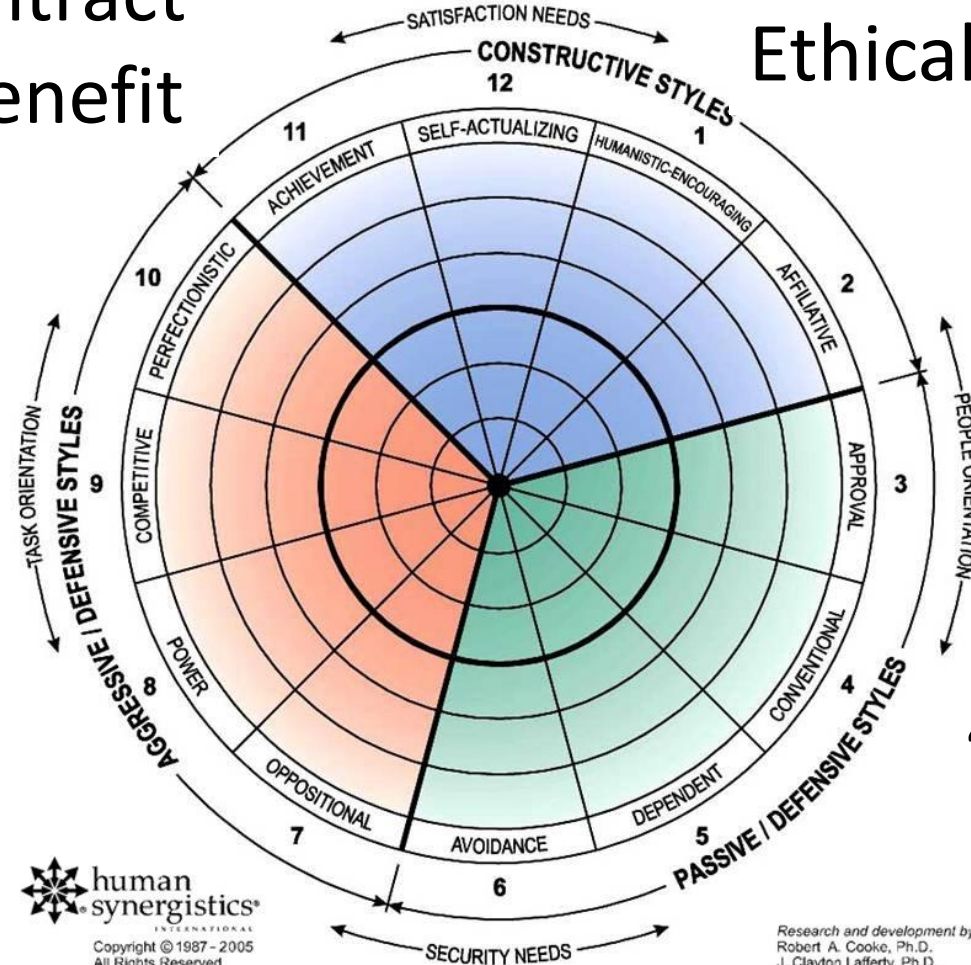 SATISFACTION NEEDS
Ethical
CONSTRUCTIVE STYLES
12
11
1
SELF-ACTUALIZING
ACHIEVEMENT
HUMANISTIC-ENCOURAGING
10
2
PERFECTIONISTIC
AFFILIATIVE
TASK ORIENTATION
AGGRESSIVE / DEFENSIVE STYLES
9
COMPETITIVE
APPROVAL
3
PEOPLE ORIENTATION
8
POWER
CONVENTIONAL
4
PASSIVE / DEFENSIVE STYLES
OPPOSITIONAL
7
DEPENDENT
5
AVOIDANCE
6
SECURITY NEEDS
human
synergistics®
INTERNATIONAL
Copyright © 1987 - 2005
All Rights Reserved
Research and development by
Robert A. Cooke, Ph.D.
J. Clayton Lafferty, Ph.D.